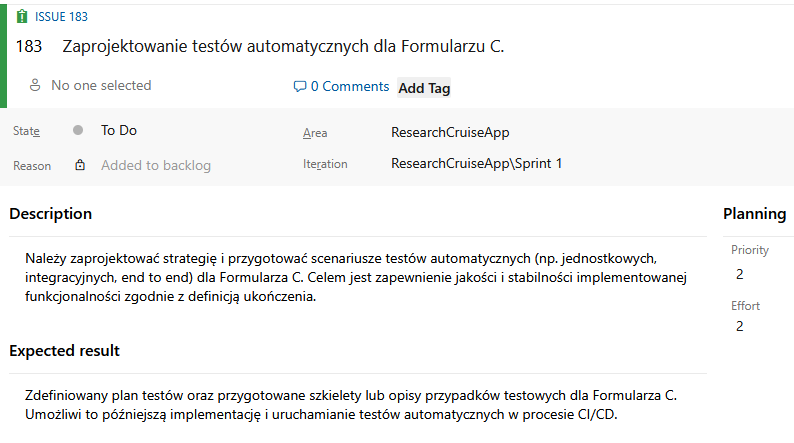 ISSUE 183
183 Zaprojektowanie testów automatycznych dla Formularzu C.
No one selected
0 Comments
Add Tag
State To Do
Area ResearchCruiseApp
Reason Added to backlog
Iteration ResearchCruiseApp\Sprint 1
Description
Należy zaprojektować strategię i przygotować scenariusze testów automatycznych (np. jednostkowych,
integracyjnych, end to end) dla Formularza C. Celem jest zapewnienie jakości i stabilności implementowanej
funkcjonalności zgodnie z definicją ukończenia.
Expected result
Zdefiniowany plan testów oraz przygotowane szkielety lub opisy przypadków testowych dla Formularza C.
Umożliwi to późniejszą implementację i uruchamianie testów automatycznych w procesie CI/CD.
Planning
Priority
2
Effort
2